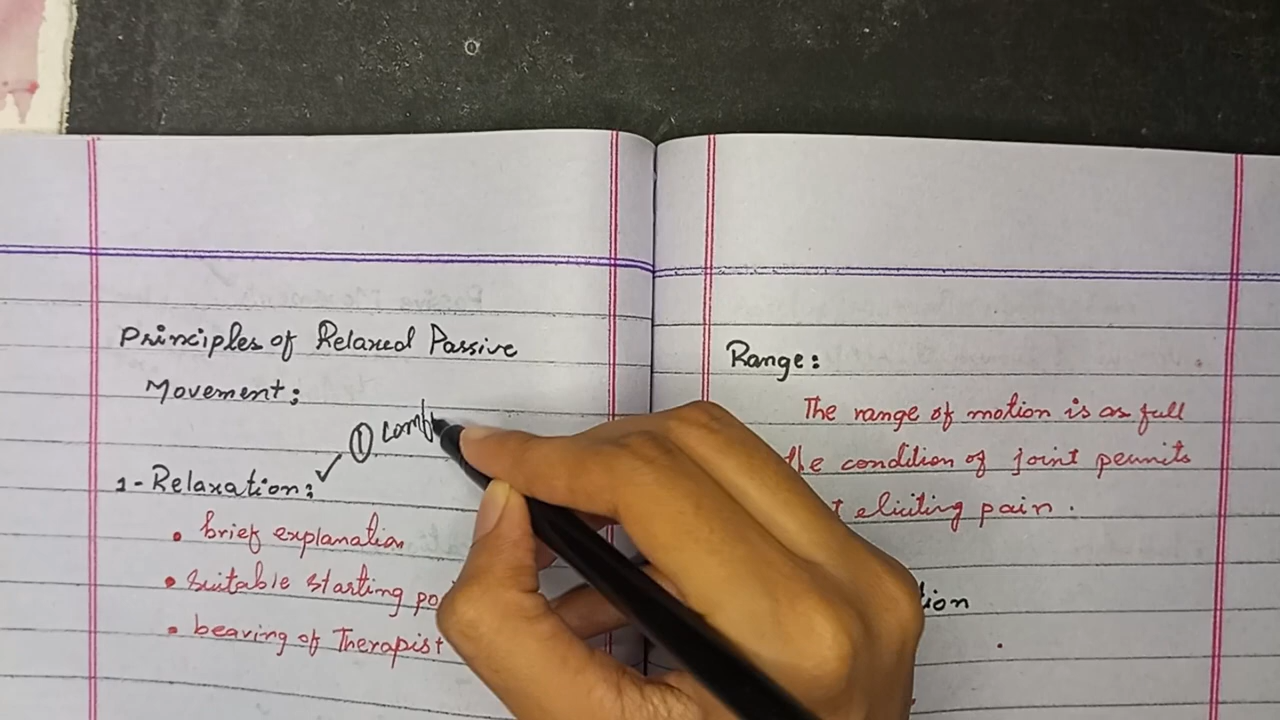 Principles of Relaxed Passive
Movement:
① comf
1- Relaxation: ✓
• brief explanation
• Suitable starting po
• bearing of Therapist
Range:
The range of motion is as full
the condition of joint permits
eliciting pain.